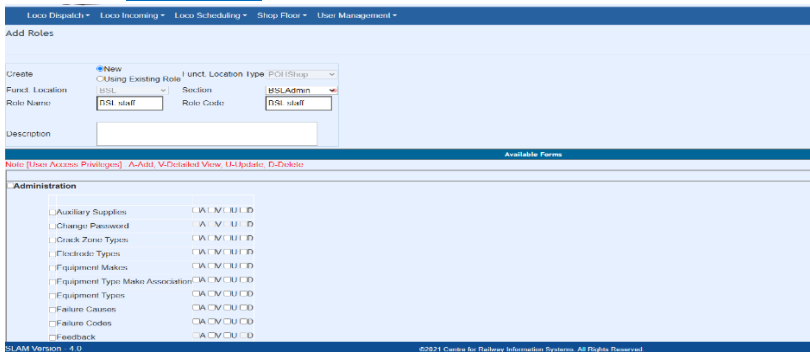 Loco Dispatch Loco Incoming Loco Scheduling Shop Floor User Management
Add Roles
Create New Funct. Location Type POHShop
Using Existing Role
Funct. Location BSL Section BSLAdmin
Role Name BSL staff Role Code BSL staff
Description
Available Forms
Note [User Access Privileges] : A-Add, V-Detailed View, U-Update, D-Delete
Administration
Auxiliary Supplies A V U D
Change Password A V U D
Crack Zone Types A V U D
Electrode Types A V U D
Equipment Makes A V U D
Equipment Type Make Association A V U D
Equipment Types A V U D
Failure Causes A V U D
Failure Codes A V U D
Feedback A V U D
SLAM Version - 4.0 ©2021 Centre for Railway Information Systems. All Rights Reserved